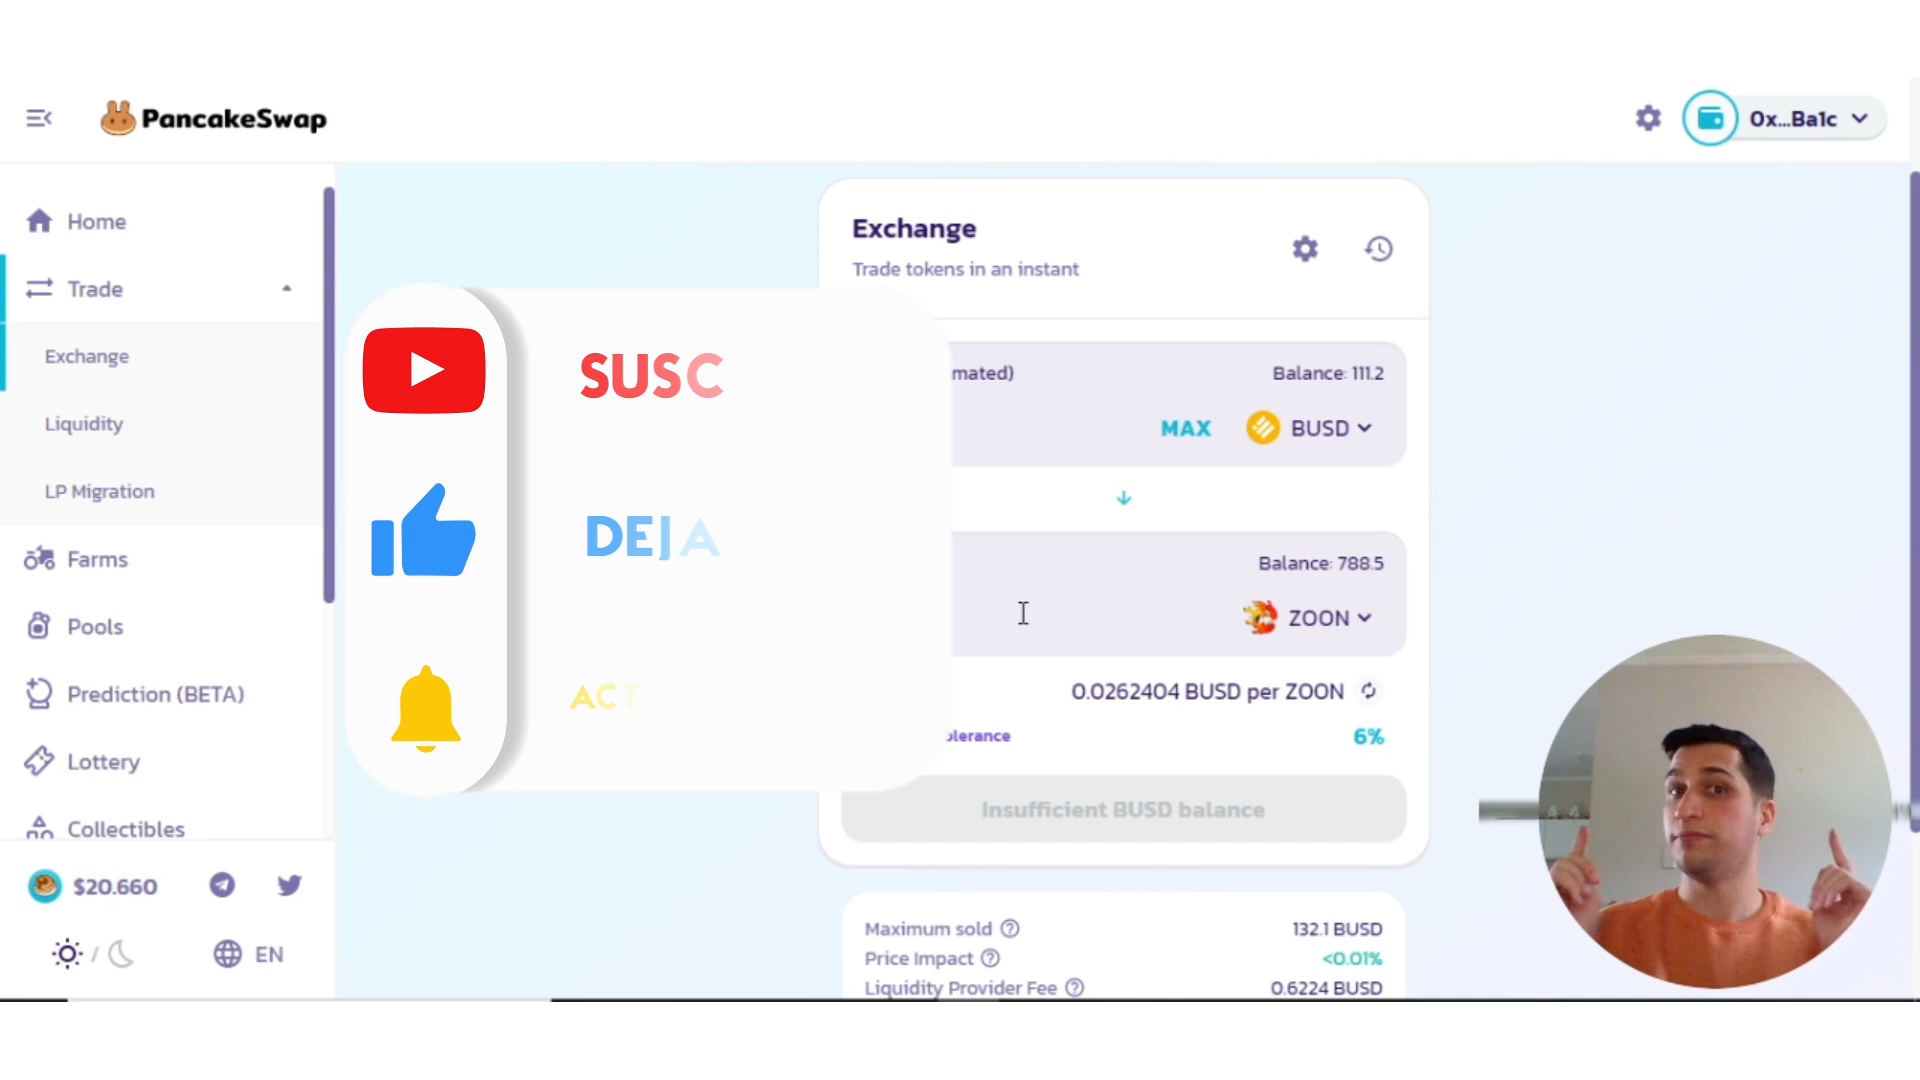 PancakeSwap
0x...Ba1c
Home
Trade
Exchange
Liquidity
LP Migration
Farms
Pools
Prediction (BETA)
Lottery
Collectibles
$20.660
/
EN
SUSC
DEJA
ACT
Exchange
Trade tokens in an instant
mated)
Balance: 111.2
MAX
BUSD
Balance: 788.5
ZOON
0.0262404 BUSD per ZOON
olerance
6%
Insufficient BUSD balance
Maximum sold
132.1 BUSD
Price Impact
<0.01%
Liquidity Provider Fee
0.6224 BUSD